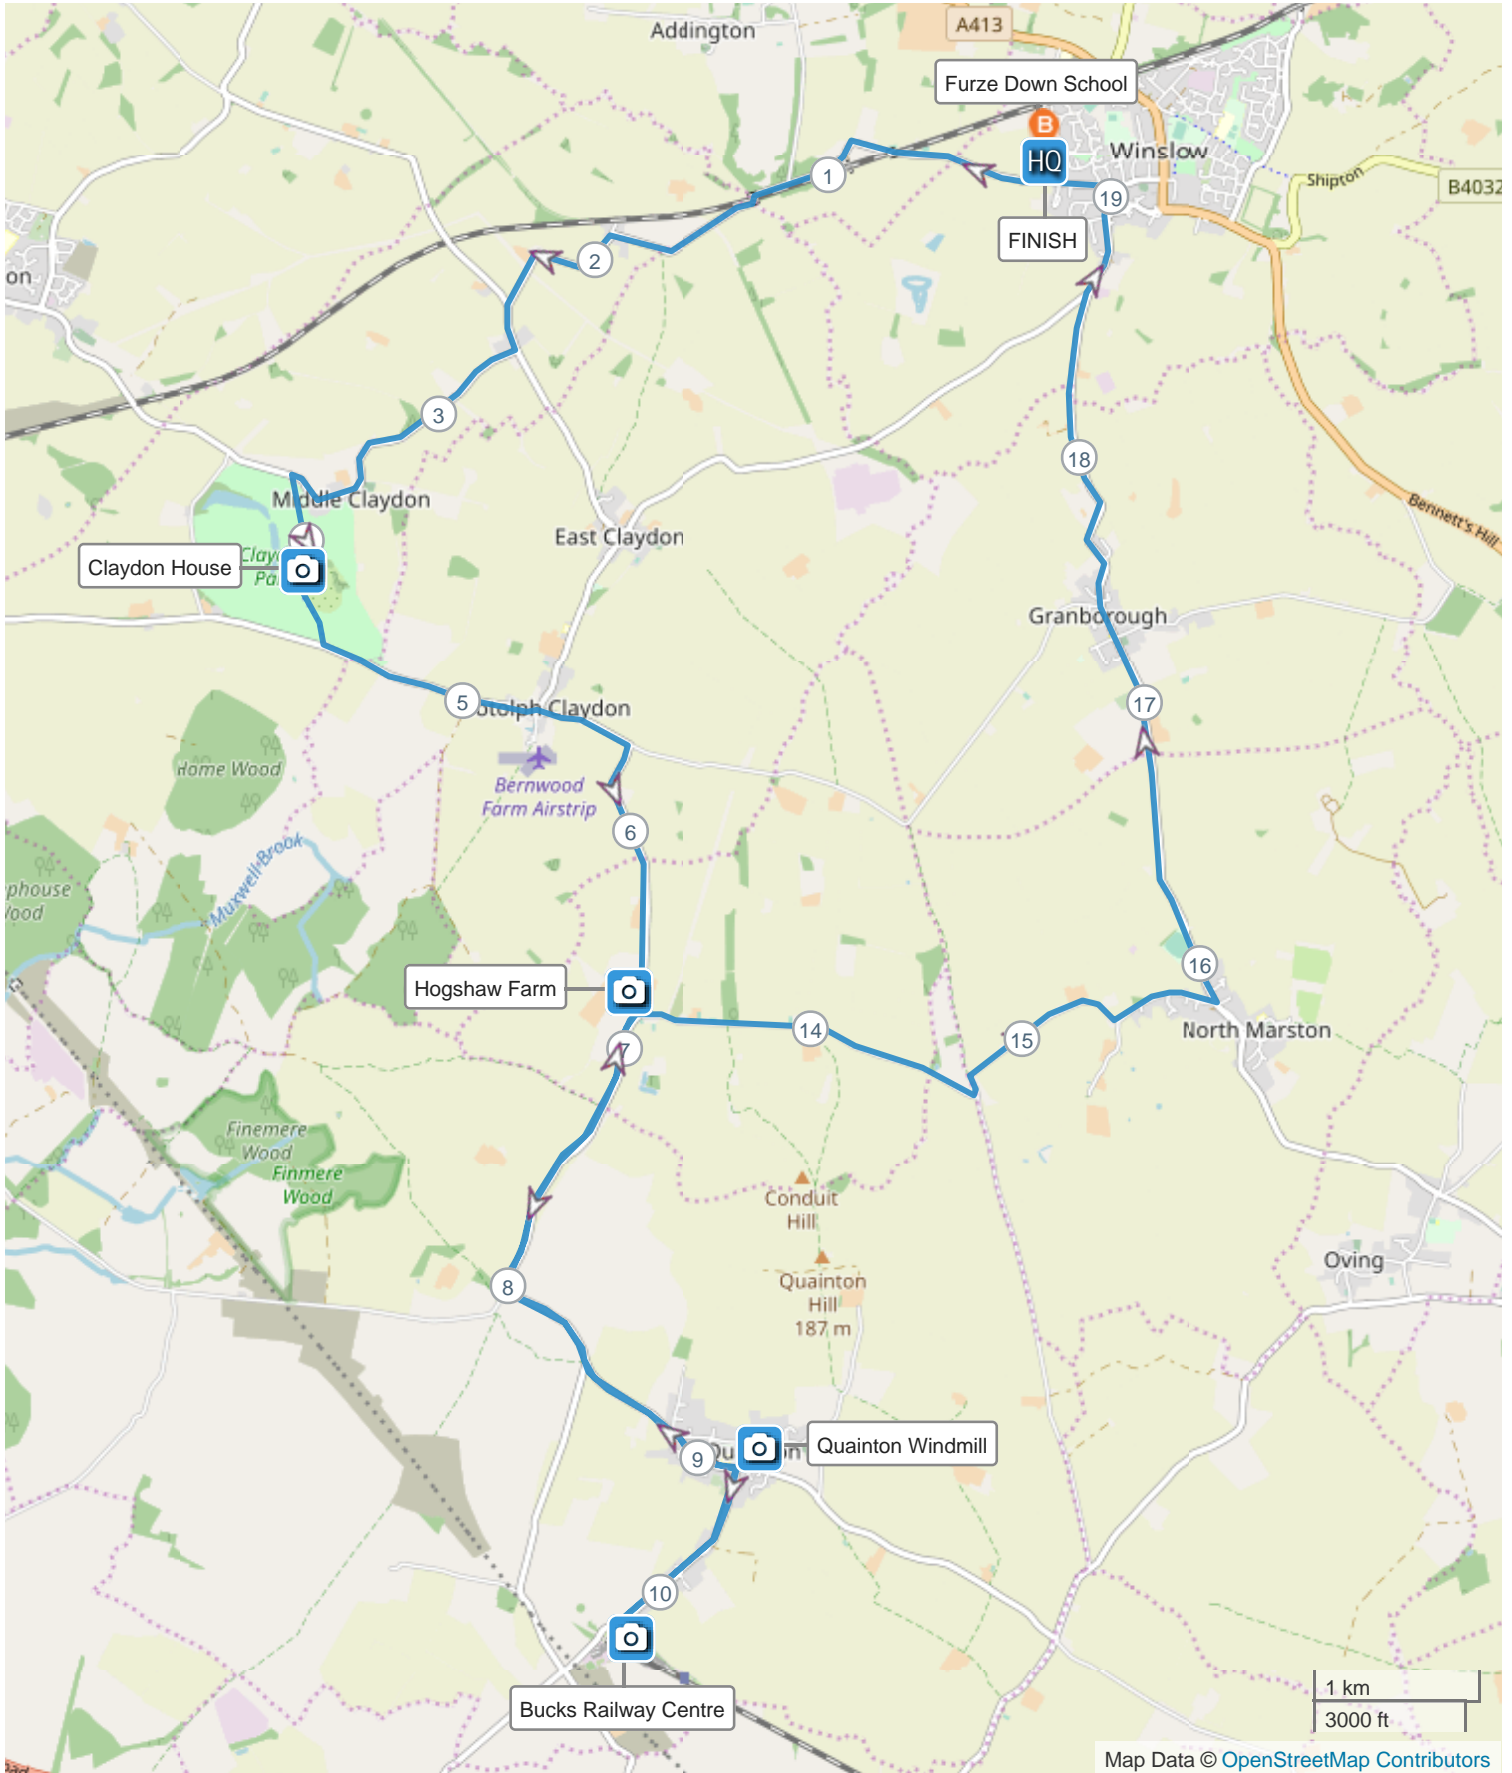 Addington
A413
Furze Down School
B
HQ
Winslow
Shipton
B4032
1
19
FINISH
2
on
3
Bennett's Hill
Middle Claydon
East Claydon
Claydon House
Granborough
5
17
18
Home Wood
Bernwood
Farm Airstrip
6
Muxwell Brook
16
Hogshaw Farm
14
15
North Marston
7
Finemere
Wood
Finmere
Wood
Conduit
Hill
8
Quainton
Hill
187 m
Oving
Quainton Windmill
9
10
Bucks Railway Centre
1 km
3000 ft
Map Data © OpenStreetMap Contributors